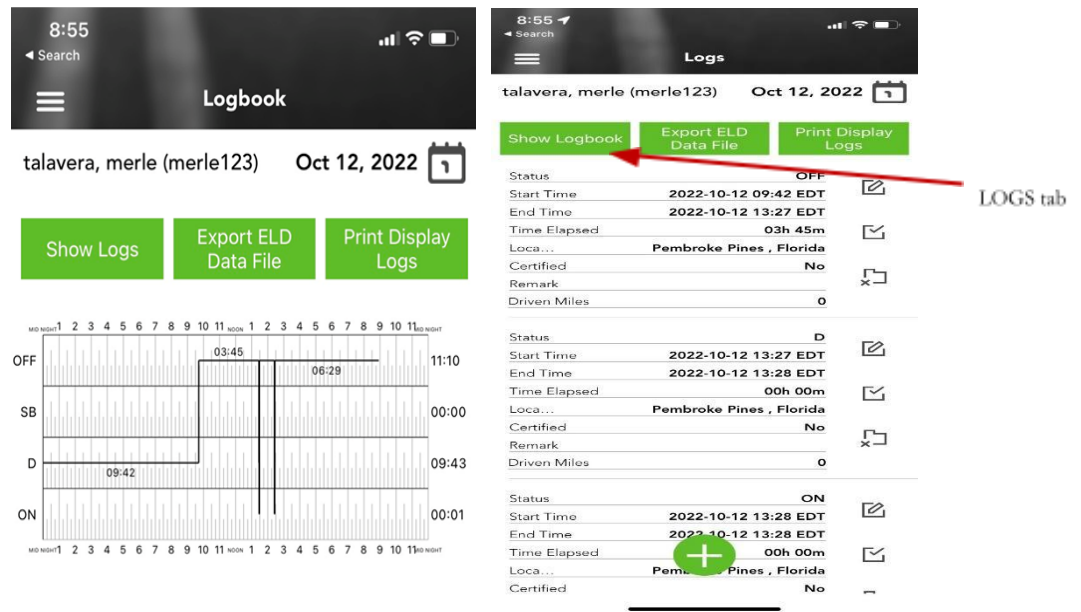 8:55
◄ Search
Logbook
talavera, merle (merle123) Oct 12, 2022
Show Logs
Export ELD
Data File
Print Display
Logs
MID NIGHT 1 2 3 4 5 6 7 8 9 10 11 NOON 1 2 3 4 5 6 7 8 9 10 11 MID NIGHT
OFF 03:45 06:29 11:10
SB 00:00
D 09:42 09:43
ON 00:01
MID NIGHT 1 2 3 4 5 6 7 8 9 10 11 NOON 1 2 3 4 5 6 7 8 9 10 11 MID NIGHT
8:55
◄ Search
Logs
talavera, merle (merle123) Oct 12, 2022
Show Logbook
Export ELD
Data File
Print Display
Logs
LOGS tab
Status OFF
Start Time 2022-10-12 09:42 EDT
End Time 2022-10-12 13:27 EDT
Time Elapsed 03h 45m
Loca... Pembroke Pines , Florida
Certified No
Remark
Driven Miles 0
Status D
Start Time 2022-10-12 13:27 EDT
End Time 2022-10-12 13:28 EDT
Time Elapsed 00h 00m
Loca... Pembroke Pines , Florida
Certified No
Remark
Driven Miles 0
Status ON
Start Time 2022-10-12 13:28 EDT
End Time 2022-10-12 13:28 EDT
Time Elapsed 00h 00m
Loca... Pines , Florida
Certified No